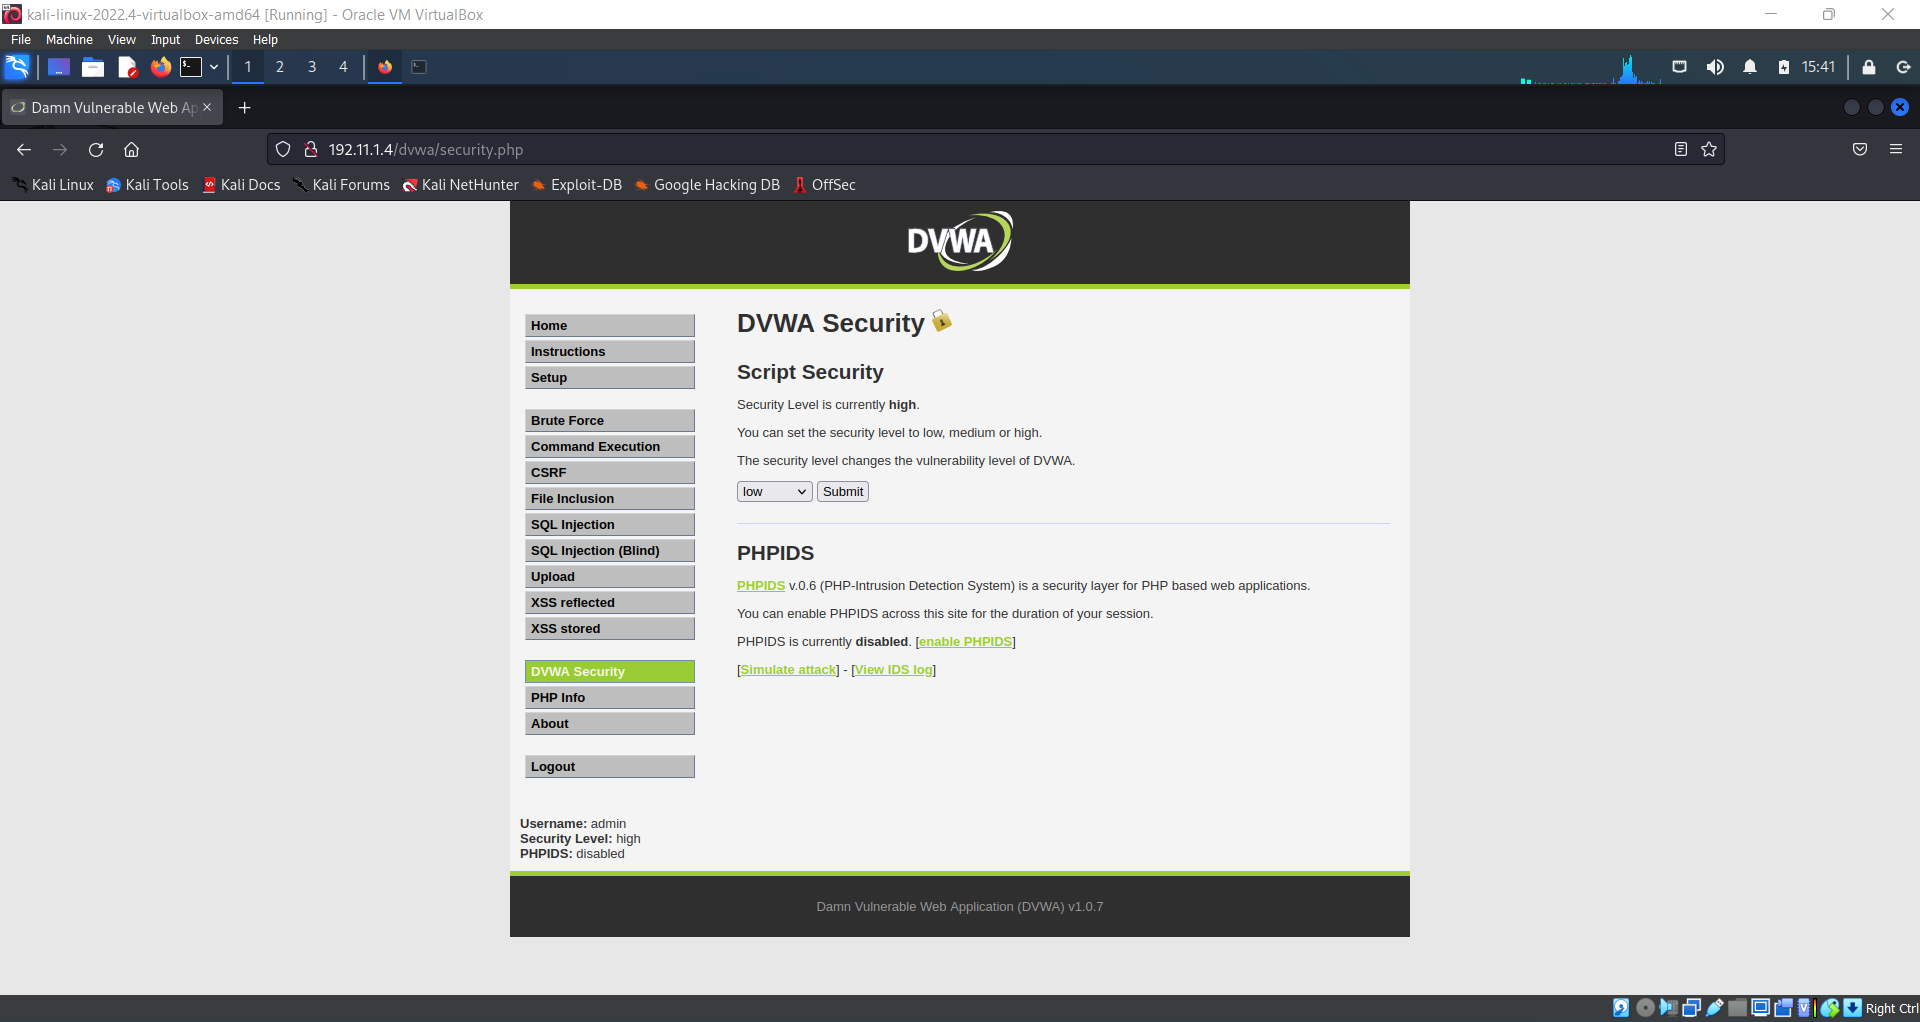 kali-linux-2022.4-virtualbox-amd64 [Running] - Oracle VM VirtualBox
File Machine View Input Devices Help
1 2 3 4 15:41
Damn Vulnerable Web Ap
192.11.1.4/dvwa/security.php
Kali Linux Kali Tools Kali Docs Kali Forums Kali NetHunter Exploit-DB Google Hacking DB OffSec
DVWA
Home
Instructions
Setup
Brute Force
Command Execution
CSRF
File Inclusion
SQL Injection
SQL Injection (Blind)
Upload
XSS reflected
XSS stored
DVWA Security
PHP Info
About
Logout
Username: admin
Security Level: high
PHPIDS: disabled
DVWA Security
Script Security
Security Level is currently high.
You can set the security level to low, medium or high.
The security level changes the vulnerability level of DVWA.
low Submit
PHPIDS
PHPIDS v.0.6 (PHP-Intrusion Detection System) is a security layer for PHP based web applications.
You can enable PHPIDS across this site for the duration of your session.
PHPIDS is currently disabled. [enable PHPIDS]
[Simulate attack] - [View IDS log]
Damn Vulnerable Web Application (DVWA) v1.0.7
Right Ctrl